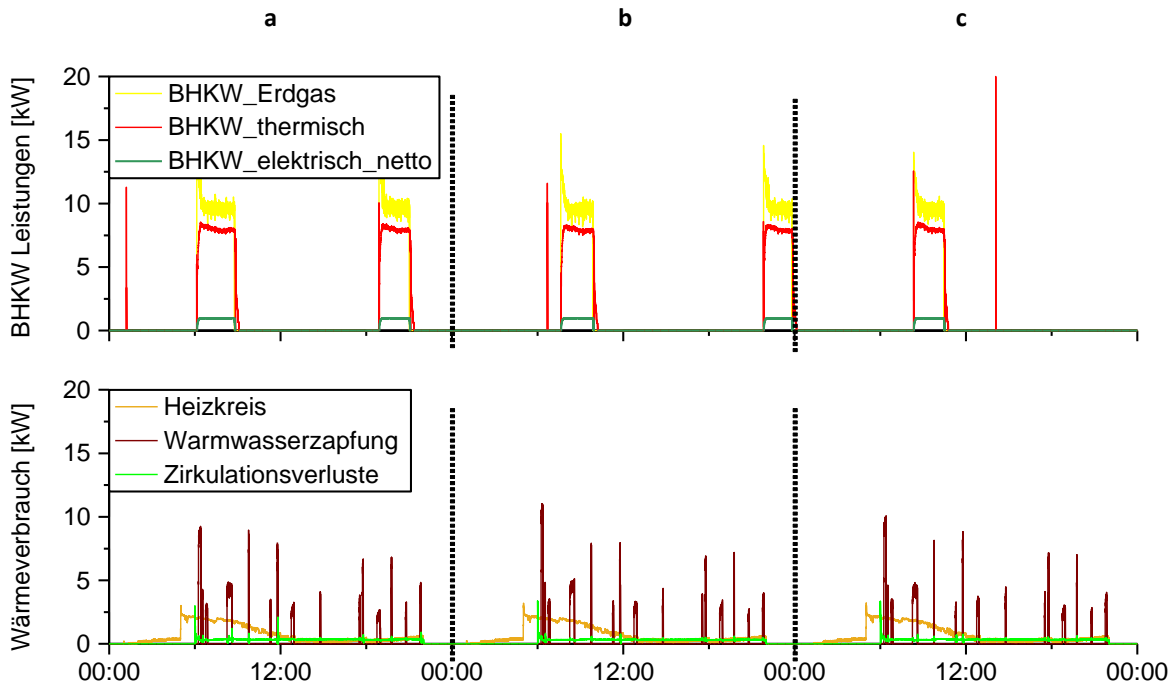 a b c
BHKW Leistungen [kW]
20
15
10
5
0
BHKW_Erdgas
BHKW_thermisch
BHKW_elektrisch_netto
Wärmeverbrauch [kW]
20
15
10
5
0
Heizkreis
Warmwasserzapfung
Zirkulationsverluste
00:00 12:00 00:00 12:00 00:00 12:00 00:00